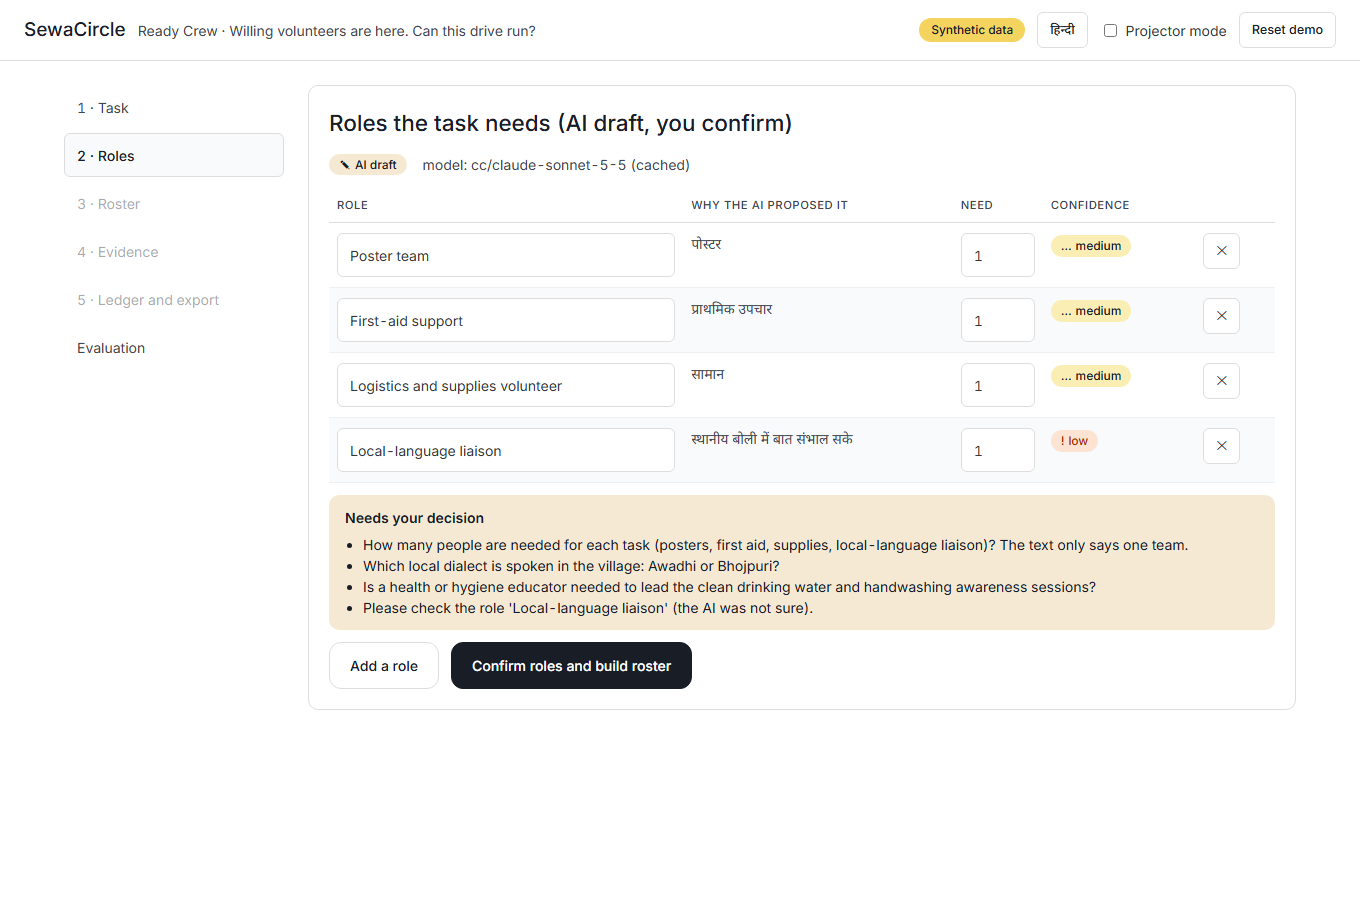 SewaCircle Ready Crew · Willing volunteers are here. Can this drive run?
Synthetic data
हिन्दी
Projector mode
Reset demo
1 · Task
2 · Roles
3 · Roster
4 · Evidence
5 · Ledger and export
Evaluation
Roles the task needs (AI draft, you confirm)
AI draft model: cc/claude-sonnet-5-5 (cached)
ROLE WHY THE AI PROPOSED IT NEED CONFIDENCE
Poster team पोस्टर 1 ... medium ×
First-aid support प्राथमिक उपचार 1 ... medium ×
Logistics and supplies volunteer सामान 1 ... medium ×
Local-language liaison स्थानीय बोली में बात संभाल सके 1 ! low ×
Needs your decision
• How many people are needed for each task (posters, first aid, supplies, local-language liaison)? The text only says one team.
• Which local dialect is spoken in the village: Awadhi or Bhojpuri?
• Is a health or hygiene educator needed to lead the clean drinking water and handwashing awareness sessions?
• Please check the role 'Local-language liaison' (the AI was not sure).
Add a role
Confirm roles and build roster